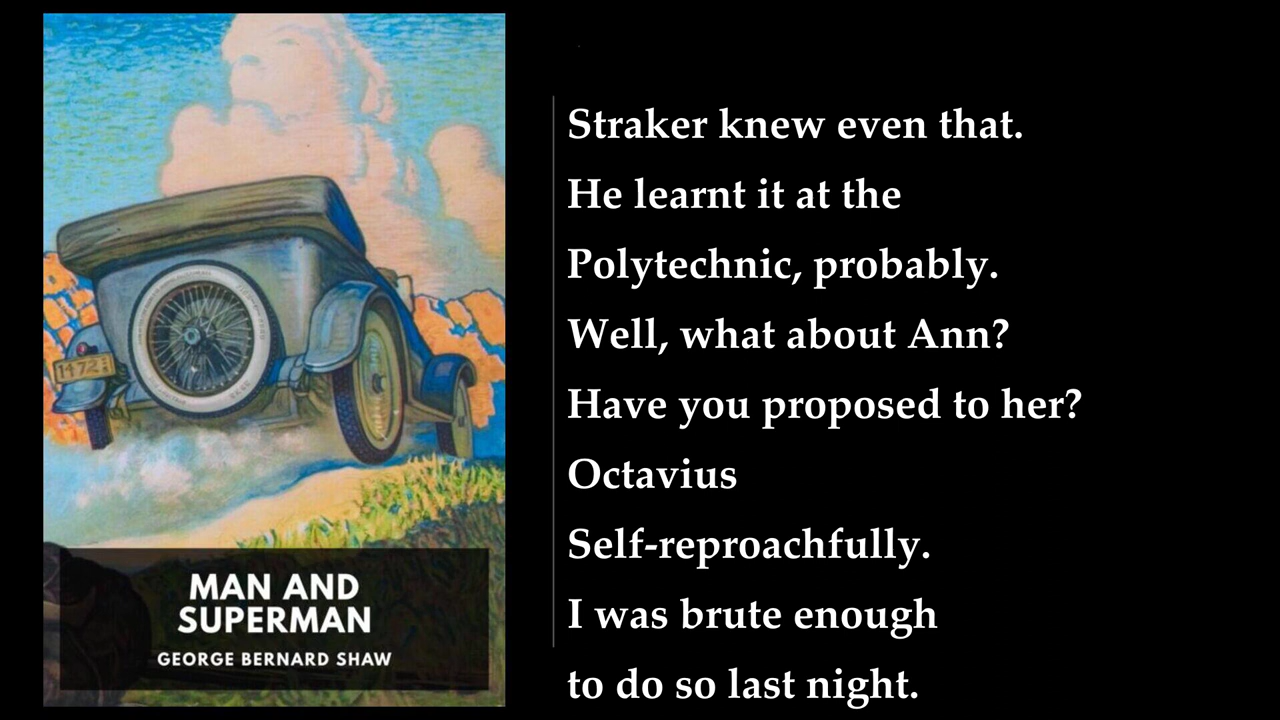 Straker knew even that.
He learnt it at the
Polytechnic, probably.
Well, what about Ann?
Have you proposed to her?
Octavius
Self-reproachfully.
I was brute enough
to do so last night.
1472
MAN AND
SUPERMAN
GEORGE BERNARD SHAW